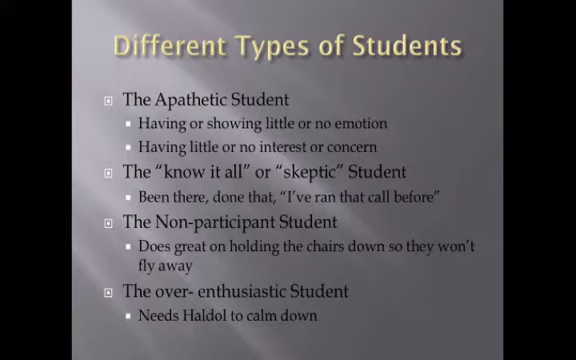 Different Types of Students
The Apathetic Student
Having or showing little or no emotion
Having little or no interest or concern
The “know it all” or “skeptic” Student
Been there, done that, “I’ve ran that call before”
The Non-participant Student
Does great on holding the chairs down so they won’t
fly away
The over- enthusiastic Student
Needs Haldol to calm down